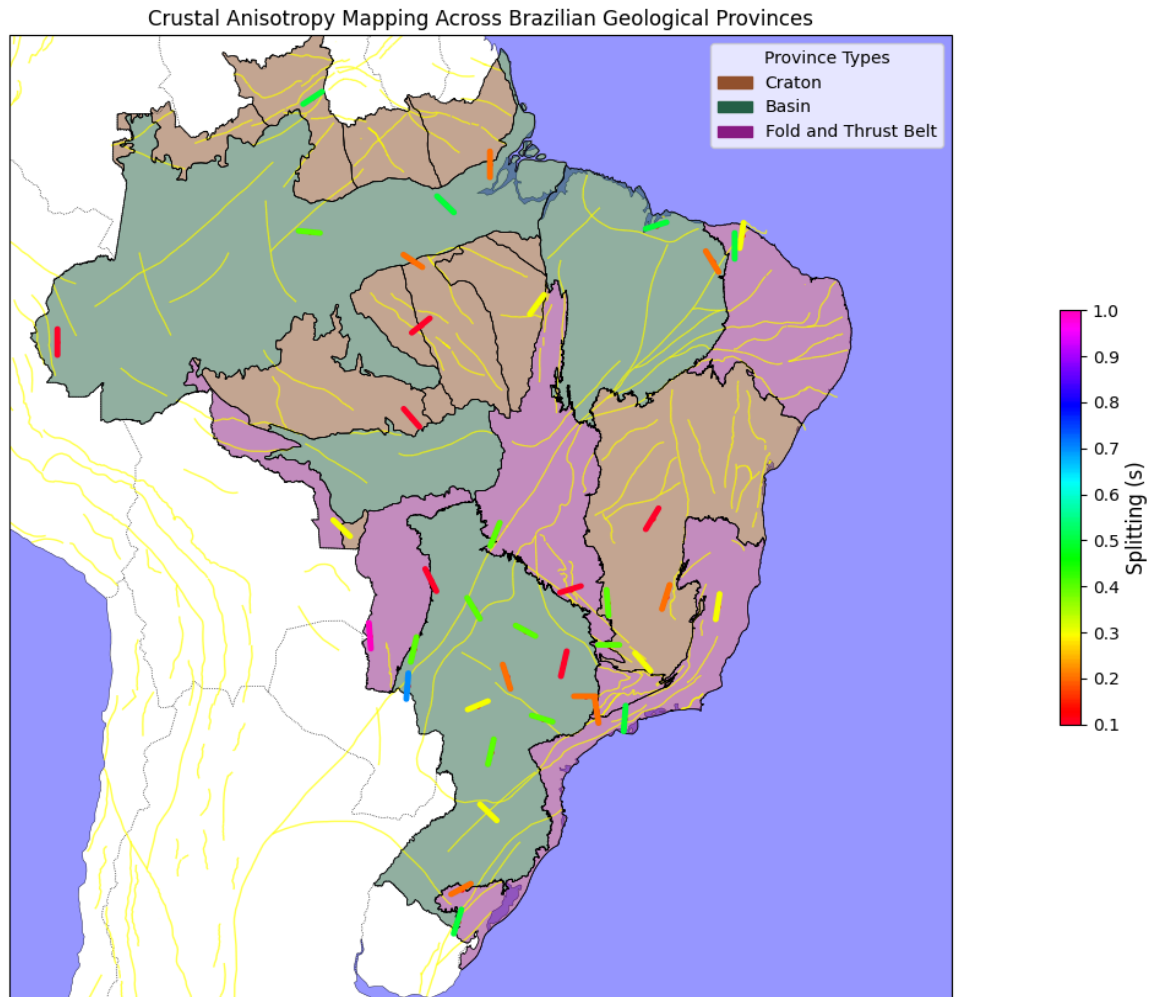 Crustal Anisotropy Mapping Across Brazilian Geological Provinces
Province Types
Craton
Basin
Fold and Thrust Belt
1.0
0.9
0.8
0.7
0.6
0.5
0.4
0.3
0.2
0.1
Splitting (s)